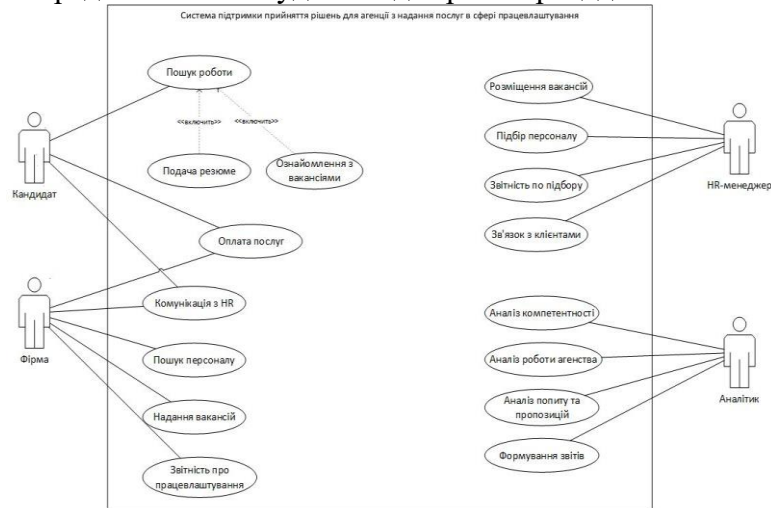 Система підтримки прийняття рішень для агенції з надання послуг в сфері працевлаштування
Пошук роботи
<<включить>>
<<включить>>
Подача резюме
Ознайомлення з
вакансіями
Кандидат
Оплата послуг
Комунікація з HR
Фірма
Пошук персоналу
Надання вакансій
Звітність про
працевлаштування
Розміщення вакансій
Підбір персоналу
Звітність по підбору
HR-менеджер
Зв'язок з клієнтами
Аналіз компетентності
Аналіз роботи агенства
Аналіз попиту та
пропозицій
Аналітик
Формування звітів